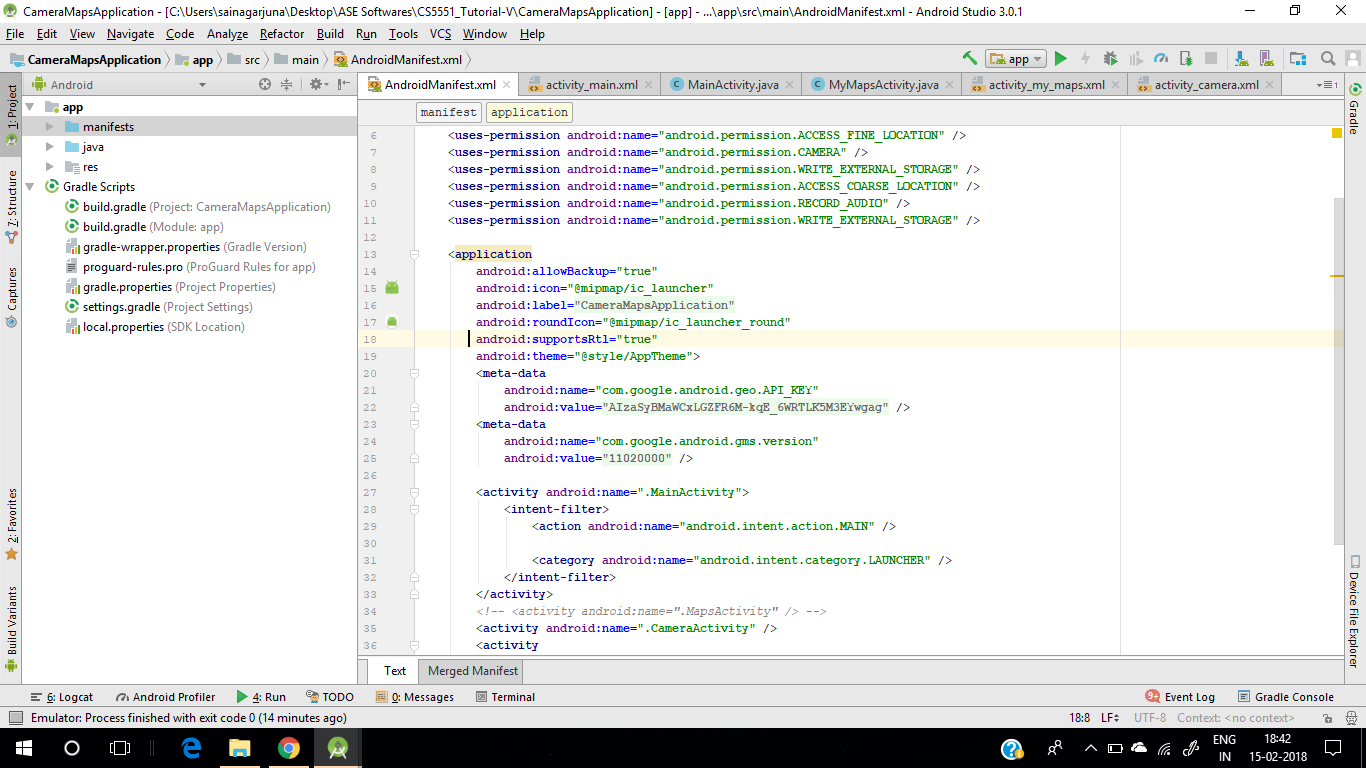 CameraMapsApplication - [C:\Users\sainagarjuna\Desktop\ASE Softwares\CS5551_Tutorial-V\CameraMapsApplication] - [app] - ...\app\src\main\AndroidManifest.xml - Android Studio 3.0.1
File Edit View Navigate Code Analyze Refactor Build Run Tools VCS Window Help
CameraMapsApplication app src main AndroidManifest.xml app
Android
AndroidManifest.xml activity_main.xml MainActivity.java MyMapsActivity.java activity_my_maps.xml activity_camera.xml
1
manifest application
app
manifests
java
res
Gradle Scripts
build.gradle (Project: CameraMapsApplication)
build.gradle (Module: app)
gradle-wrapper.properties (Gradle Version)
proguard-rules.pro (ProGuard Rules for app)
gradle.properties (Project Properties)
settings.gradle (Project Settings)
local.properties (SDK Location)
1: Project
7: Structure
Captures
2: Favorites
Build Variants
6 <uses-permission android:name="android.permission.ACCESS_FINE_LOCATION" />
7 <uses-permission android:name="android.permission.CAMERA" />
8 <uses-permission android:name="android.permission.WRITE_EXTERNAL_STORAGE" />
9 <uses-permission android:name="android.permission.ACCESS_COARSE_LOCATION" />
10 <uses-permission android:name="android.permission.RECORD_AUDIO" />
11 <uses-permission android:name="android.permission.WRITE_EXTERNAL_STORAGE" />
12
13 <application
14 android:allowBackup="true"
15 android:icon="@mipmap/ic_launcher"
16 android:label="CameraMapsApplication"
17 android:roundIcon="@mipmap/ic_launcher_round"
18 android:supportsRtl="true"
19 android:theme="@style/AppTheme">
20 <meta-data
21 android:name="com.google.android.geo.API_KEY"
22 android:value="AIzaSyBMaWCxLGZFR6M-kqE_6WRTLK5M3EYwgag" />
23 <meta-data
24 android:name="com.google.android.gms.version"
25 android:value="11020000" />
26
27 <activity android:name=".MainActivity">
28 <intent-filter>
29 <action android:name="android.intent.action.MAIN" />
30
31 <category android:name="android.intent.category.LAUNCHER" />
32 </intent-filter>
33 </activity>
34 <!-- <activity android:name=".MapsActivity" /> -->
35 <activity android:name=".CameraActivity" />
36 <activity
Gradle
Device File Explorer
Text Merged Manifest
6: Logcat Android Profiler 4: Run TODO 0: Messages Terminal 9+ Event Log Gradle Console
Emulator: Process finished with exit code 0 (14 minutes ago) 18:8 LF UTF-8 Context: <no context>
ENG 18:42
IN 15-02-2018